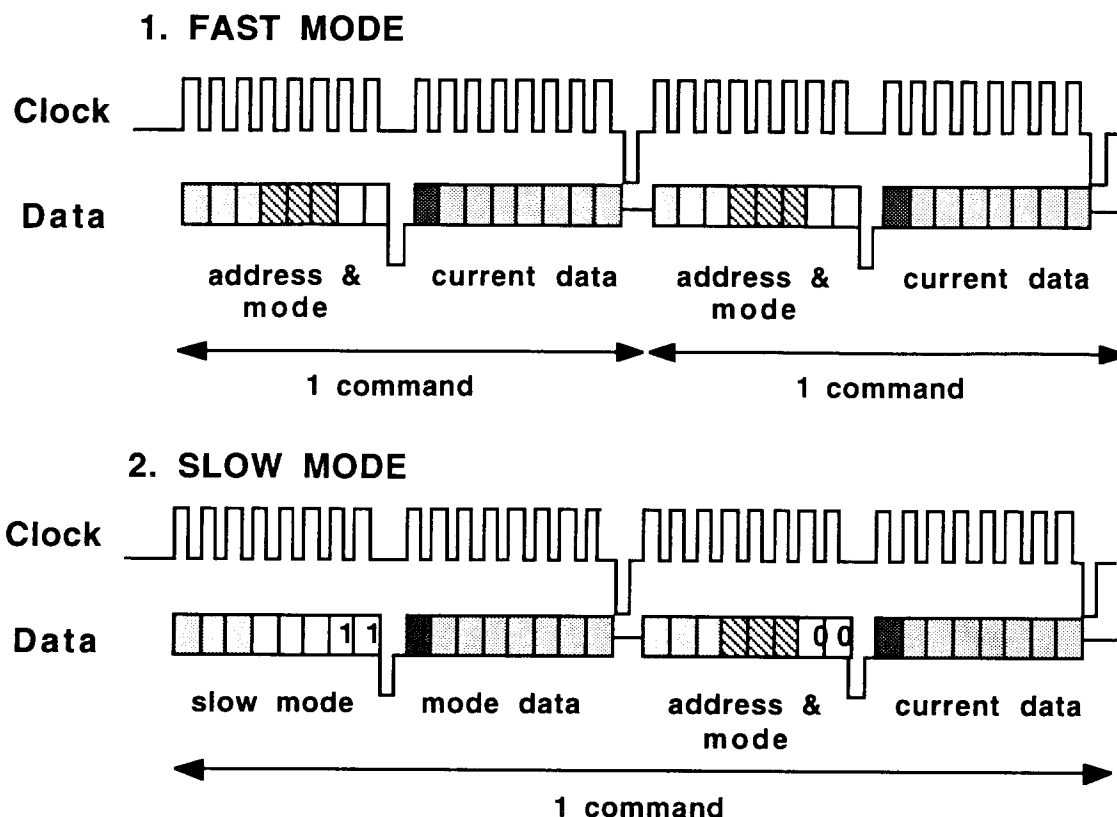 1. FAST MODE
Clock
Data
address & current data address & current data
mode mode
1 command 1 command
2. SLOW MODE
Clock
Data 1 1 0 0
slow mode mode data address & current data
mode
1 command